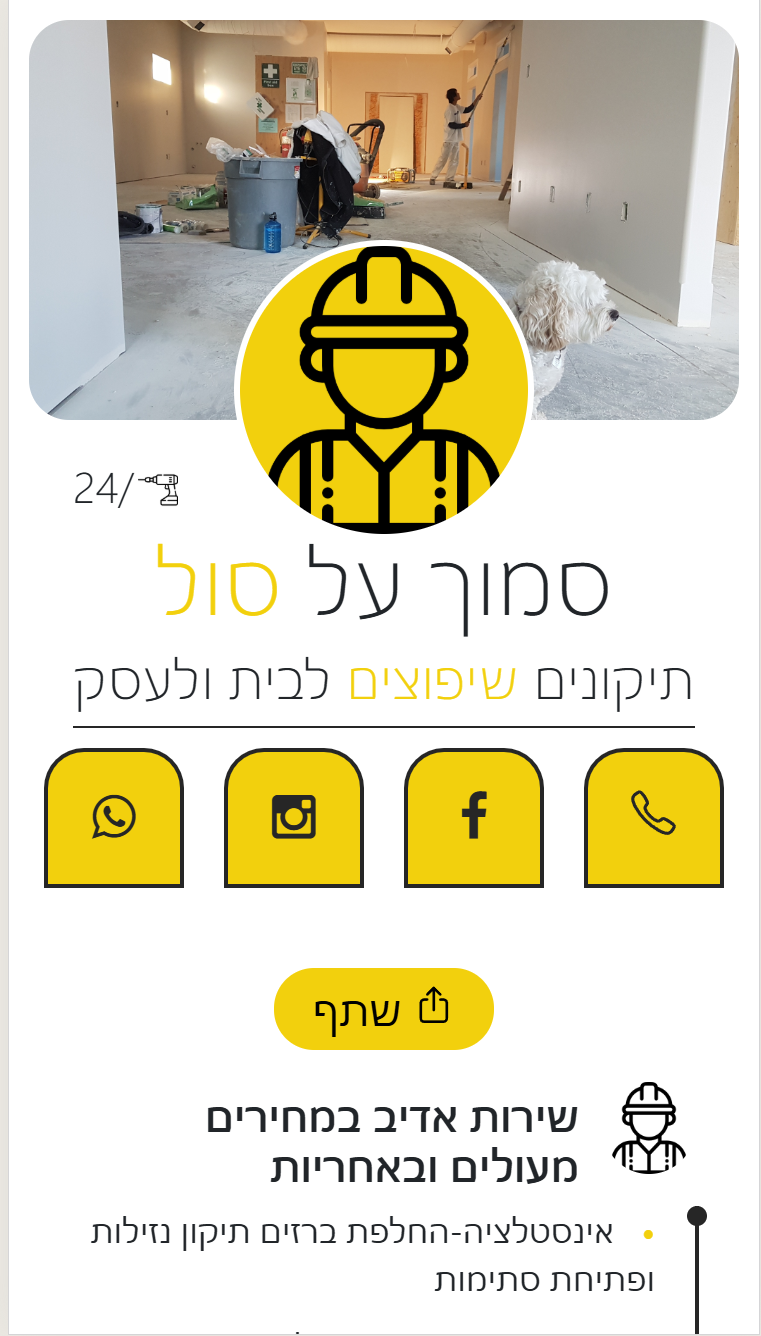 24/
סמוך על סול
תיקונים שיפוצים לבית ולעסק
שתף
שירות אדיב במחירים
מעולים ובאחריות
אינסטלציה-החלפת ברזים תיקון נזילות
ופתיחת סתימות